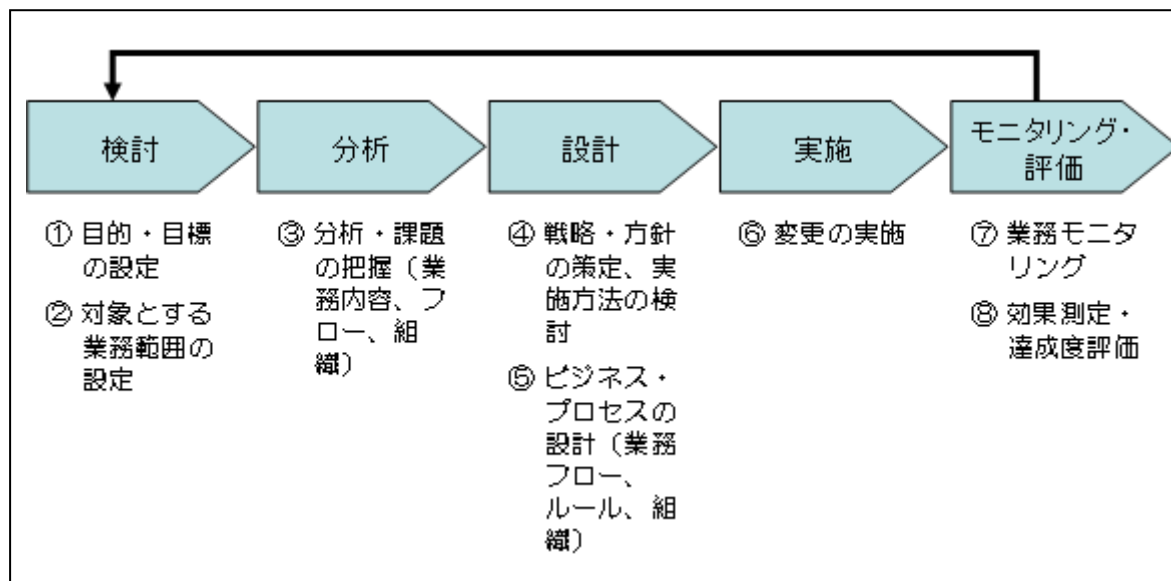 検討
分析
設計
実施
モニタリング・
評価
① 目的・目標
の設定
② 対象とする
業務範囲の
設定
③ 分析・課題
の把握（業
務内容、フ
ロー、組
織）
④ 戦略・方針
の策定、実
施方法の検
討
⑤ ビジネス・
プロセスの
設計（業務
フロー、
ルール、組
織）
⑥ 変更の実施
⑦ 業務モニタ
リング
⑧ 効果測定・
達成度評価